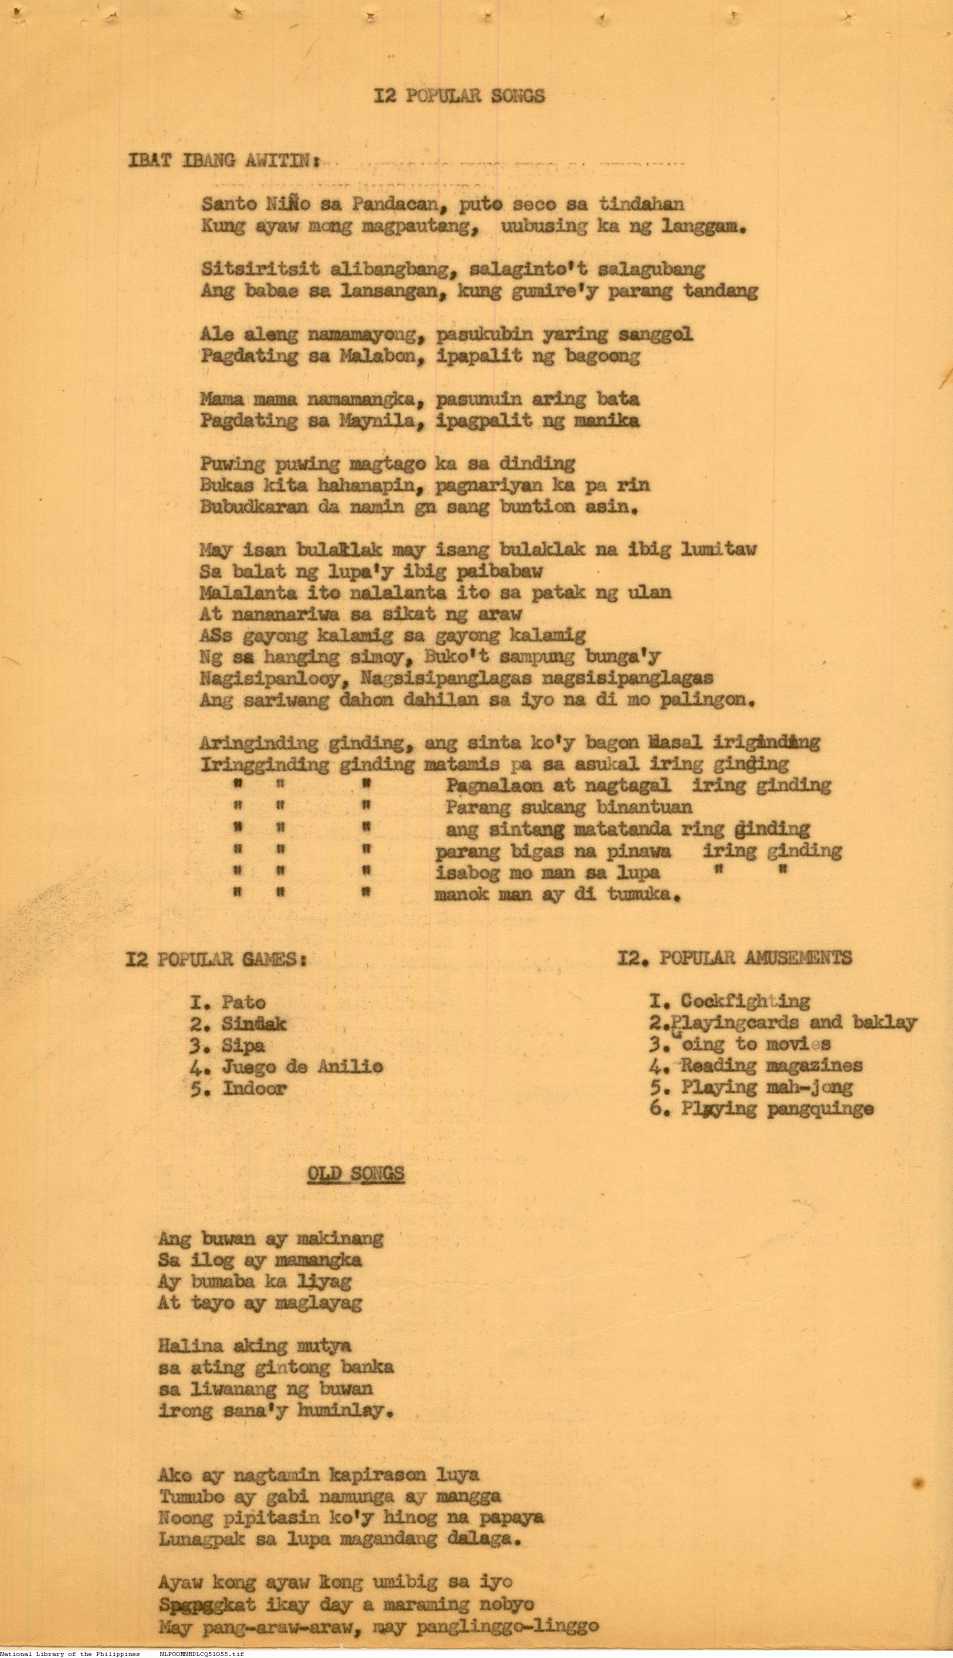 I2 POPULAR SONGS
IBAT IBANG AWITIN:
Santo Niño sa Pandacan, puto seco sa tindahan
Kung ayaw mong magpautang, uubusing ka ng langgam.
Sitsiritsit alibangbang, salaginto't salagubang
Ang babae sa lansangan, kung gumire'y parang tandang
Ale aleng namamayong, pasukubin yaring sanggol
Pagdating sa Malabon, ipapalit ng bagoong
Mama mama namamangka, pasunuin aring bata
Pagdating sa Maynila, ipagpalit ng manika
Puwing puwing magtago ka sa dinding
Bukas kita hahanapin, pagnariyan ka pa rin
Bubudkaran da namin gn sang buntion asin.
May isan bulaklak may isang bulaklak na ibig lumitaw
Sa balat ng lupa'y ibig paibabaw
Malalanta ito nalalanta ito sa patak ng ulan
At nananariwa sa sikat ng araw
ASs gayong kalamig sa gayong kalamig
Ng sa hanging simoy, Buko't sampung bunga'y
Nagisipanlooy, Nagsisipanglagas nagsisipanglagas
Ang sariwang dahon dahilan sa iyo na di mo palingon.
Aringinding ginding, ang sinta ko'y bagon Hasal irigindIng
Iringginding ginding matamis pa sa asukal iring ginding
" " " Pagnalaon at nagtagal iring ginding
" " " Parang sukang binantuan
" " " ang sintang matatanda ring ginding
" " " parang bigas na pinawa iring ginding
" " " isabog mo man sa lupa " "
" " " manok man ay di tumuka.
I2 POPULAR GAMES:
I. Pato
2. Sindak
3. Sipa
4. Juego de Anilio
5. Indoor
I2. POPULAR AMUSEMENTS
I. Cockfighting
2.Playingcards and baklay
3. Going to movies
4. Reading magazines
5. Playing mah-jong
6. Playing pangquinge
OLD SONGS
Ang buwan ay makinang
Sa ilog ay mamangka
Ay bumaba ka liyag
At tayo ay maglayag
Halina aking mutya
sa ating gintong banka
sa liwanang ng buwan
irong sana'y huminlay.
Ako ay nagtamin kapirason luya
Tumubo ay gabi namunga ay mangga
Noong pipitasin ko'y hinog na papaya
Lunagpak sa lupa magandang dalaga.
Ayaw kong ayaw kong umibig sa iyo
Spgpggkat ikay day a maraming nobyo
May pang-araw-araw, may panglinggo-linggo
National Library of the Philippines NLPOOMNHDLCQ51055.tif